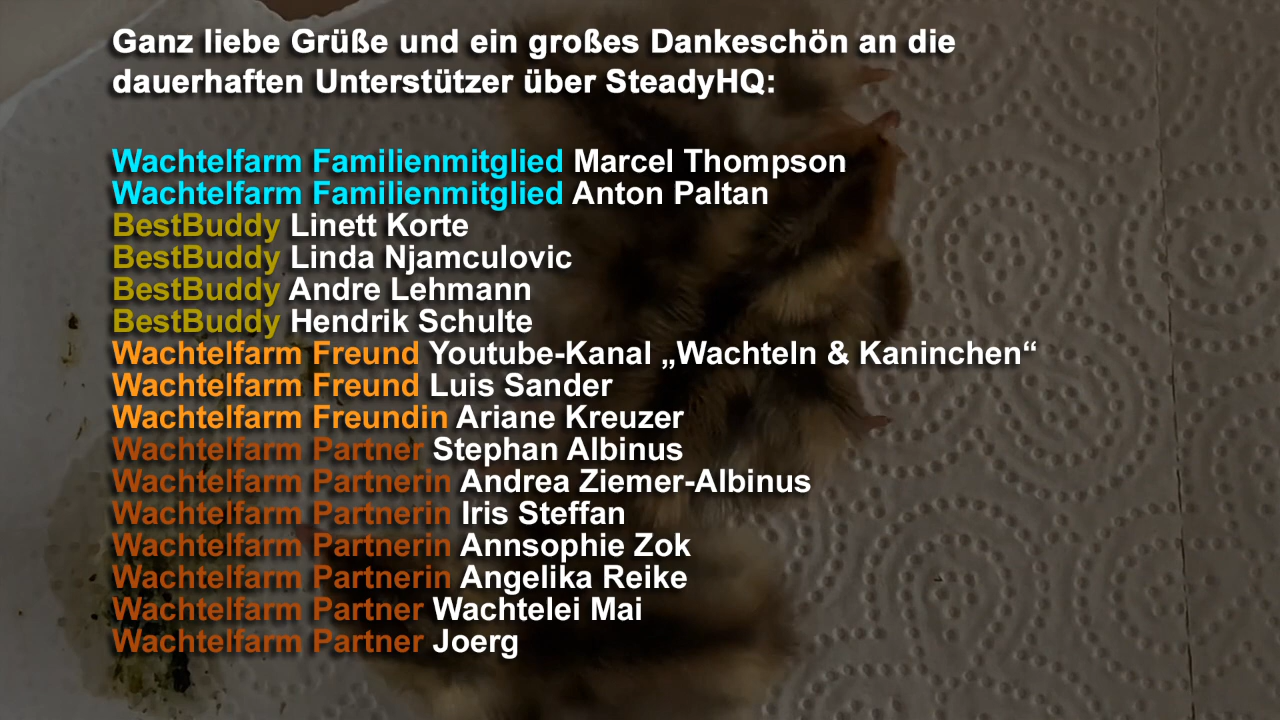 Ganz liebe Grüße und ein großes Dankeschön an die
dauerhaften Unterstützer über SteadyHQ:
Wachtelfarm Familienmitglied Marcel Thompson
Wachtelfarm Familienmitglied Anton Paltan
BestBuddy Linett Korte
BestBuddy Linda Njamculovic
BestBuddy Andre Lehmann
BestBuddy Hendrik Schulte
Wachtelfarm Freund Youtube-Kanal „Wachteln & Kaninchen“
Wachtelfarm Freund Luis Sander
Wachtelfarm Freundin Ariane Kreuzer
Wachtelfarm Partner Stephan Albinus
Wachtelfarm Partnerin Andrea Ziemer-Albinus
Wachtelfarm Partnerin Iris Steffan
Wachtelfarm Partnerin Annsophie Zok
Wachtelfarm Partnerin Angelika Reike
Wachtelfarm Partner Wachtelei Mai
Wachtelfarm Partner Joerg